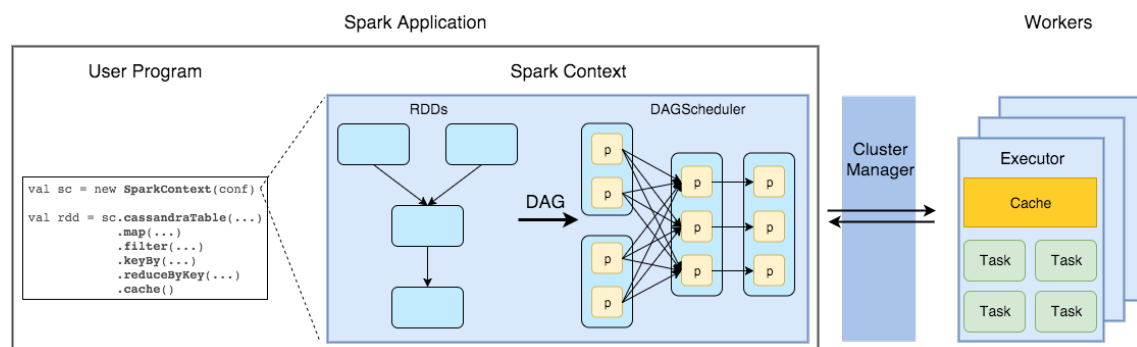 Spark Application
Workers
User Program
Spark Context
RDDs
DAGScheduler
val sc = new SparkContext(conf)
val rdd = sc.cassandraTable(...)
.map(...)
.filter(...)
.keyBy(...)
.reduceByKey(...)
.cache()
DAG
p
p
p
p
p
p
p
p
p
p
Cluster
Manager
Executor
Cache
Task
Task
Task
Task